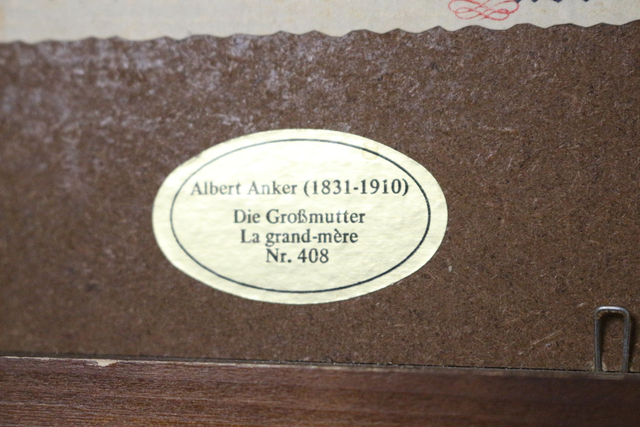 Albert Anker (1831-1910)
Die Großmutter
La grand-mère
Nr. 408